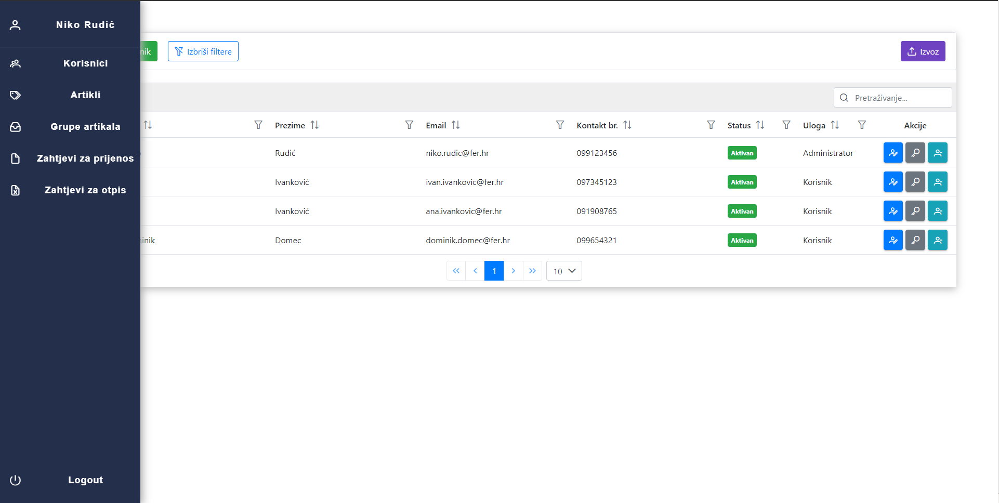 Niko Rudić
Korisnici
Artikli
Grupe artikala
Zahtjevi za prijenos
Zahtjevi za otpis
Logout
Izbriši filtere
Izvoz
Pretraživanje...
Prezime Email Kontakt br. Status Uloga Akcije
Rudić niko.rudic@fer.hr 099123456 Aktivan Administrator
Ivanković ivan.ivankovic@fer.hr 097345123 Aktivan Korisnik
Ivanković ana.ivankovic@fer.hr 091908765 Aktivan Korisnik
Domec dominik.domec@fer.hr 099654321 Aktivan Korisnik
1 10